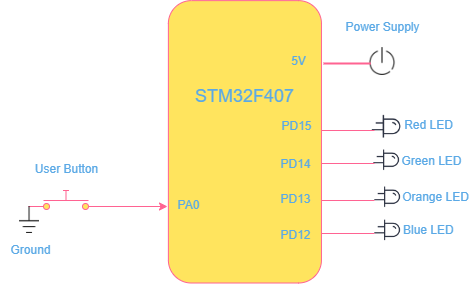 Power Supply
5V
STM32F407
PD15
Red LED
PD14
Green LED
User Button
PD13
Orange LED
PA0
PD12
Blue LED
Ground